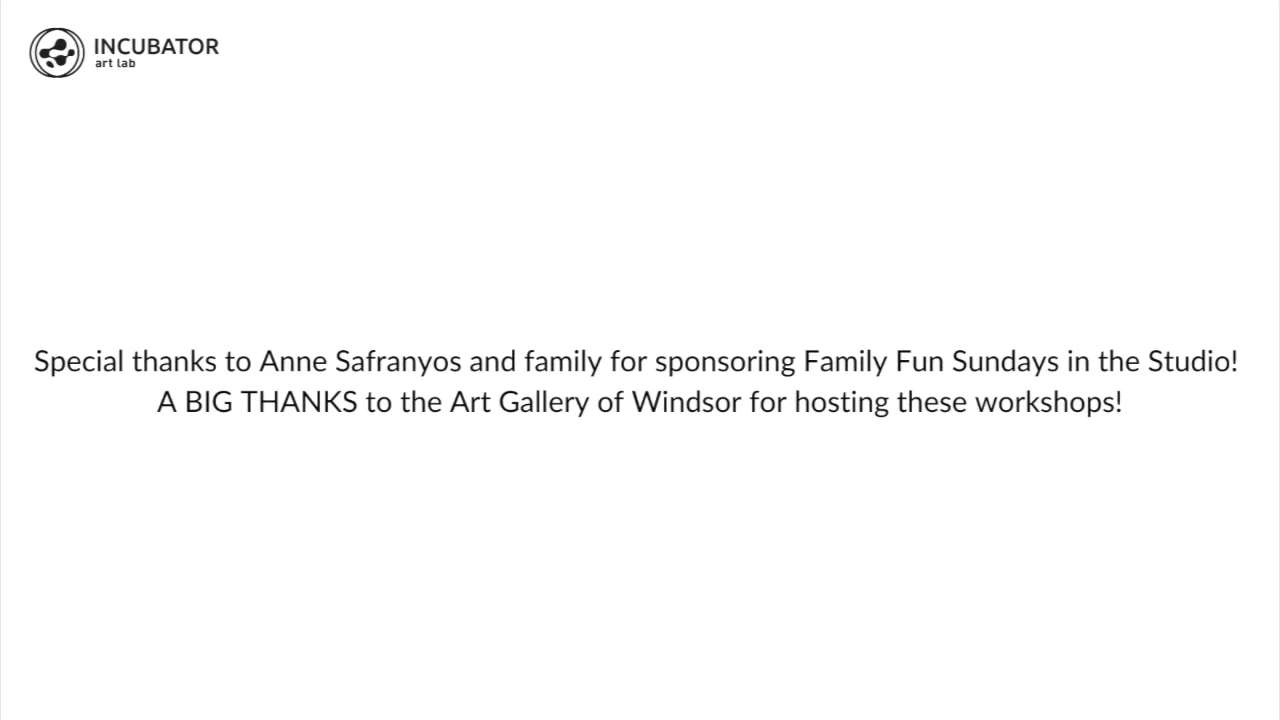 INCUBATOR
art lab
Special thanks to Anne Safranyos and family for sponsoring Family Fun Sundays in the Studio!
A BIG THANKS to the Art Gallery of Windsor for hosting these workshops!